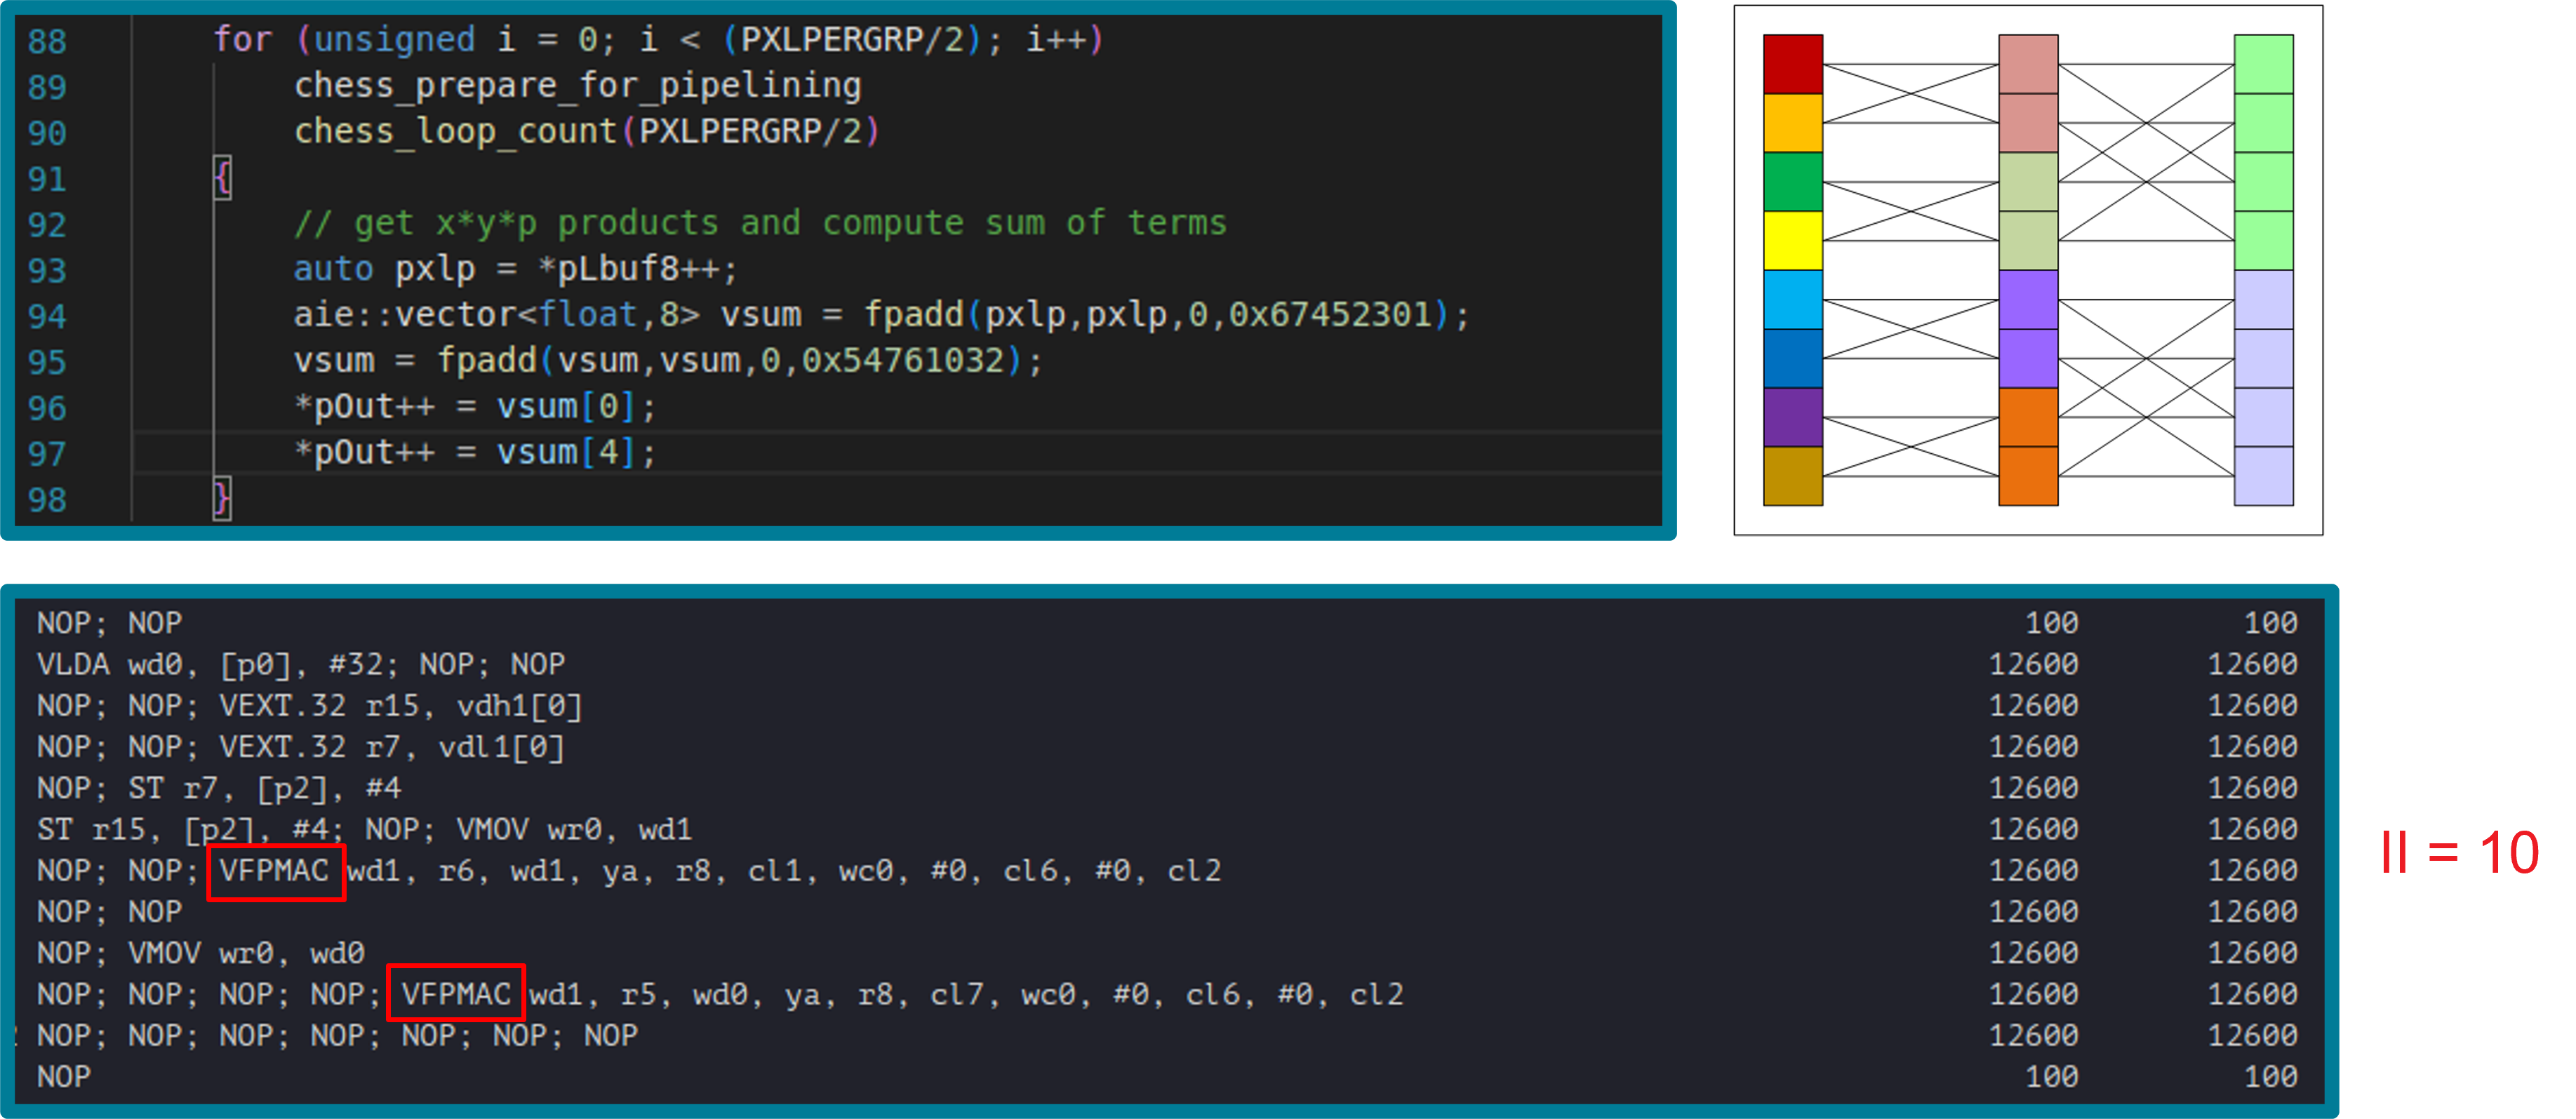 88 for (unsigned i = 0; i < (PXLPERGRP/2); i++)
89 chess_prepare_for_pipelining
90 chess_loop_count(PXLPERGRP/2)
91 {
92 // get x*y*p products and compute sum of terms
93 auto pxlp = *pLbuf8++;
94 aie::vector<float,8> vsum = fpadd(pxlp,pxlp,0,0x67452301);
95 vsum = fpadd(vsum,vsum,0,0x54761032);
96 *pOut++ = vsum[0];
97 *pOut++ = vsum[4];
98 }
NOP; NOP 100 100
VLDA wd0, [p0], #32; NOP; NOP 12600 12600
NOP; NOP; VEXT.32 r15, vdh1[0] 12600 12600
NOP; NOP; VEXT.32 r7, vdl1[0] 12600 12600
NOP; ST r7, [p2], #4 12600 12600
ST r15, [p2], #4; NOP; VMOV wr0, wd1 12600 12600
NOP; NOP; VFPMAC wd1, r6, wd1, ya, r8, cl1, wc0, #0, cl6, #0, cl2 12600 12600
NOP; NOP 12600 12600
NOP; VMOV wr0, wd0 12600 12600
NOP; NOP; NOP; NOP; VFPMAC wd1, r5, wd0, ya, r8, cl7, wc0, #0, cl6, #0, cl2 12600 12600
NOP; NOP; NOP; NOP; NOP; NOP; NOP 12600 12600
NOP 100 100
II = 10